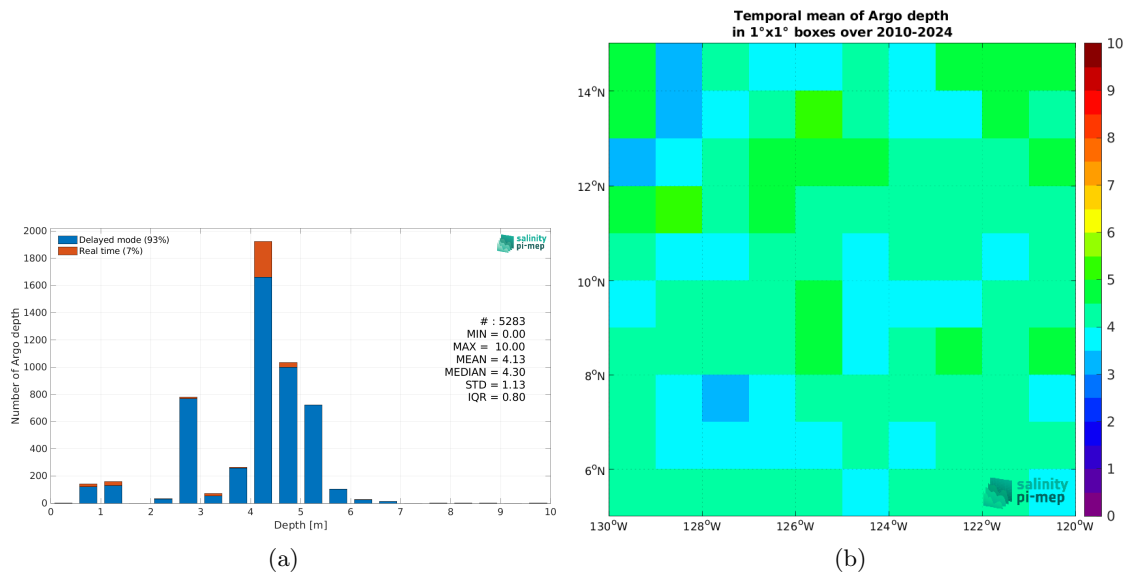 2000
1800
1600
1400
1200
1000
800
600
400
200
0
Number of Argo depth
Delayed mode (93%)
Real time (7%)
salinity
pi-mep
# : 5283
MIN = 0.00
MAX = 10.00
MEAN = 4.13
MEDIAN = 4.30
STD = 1.13
IQR = 0.80
0 1 2 3 4 5 6 7 8 9 10
Depth [m]
(a)
Temporal mean of Argo depth
in 1°x1° boxes over 2010-2024
14°N
12°N
10°N
8°N
6°N
130°W 128°W 126°W 124°W 122°W 120°W
salinity
pi-mep
10
9
8
7
6
5
4
3
2
1
0
(b)